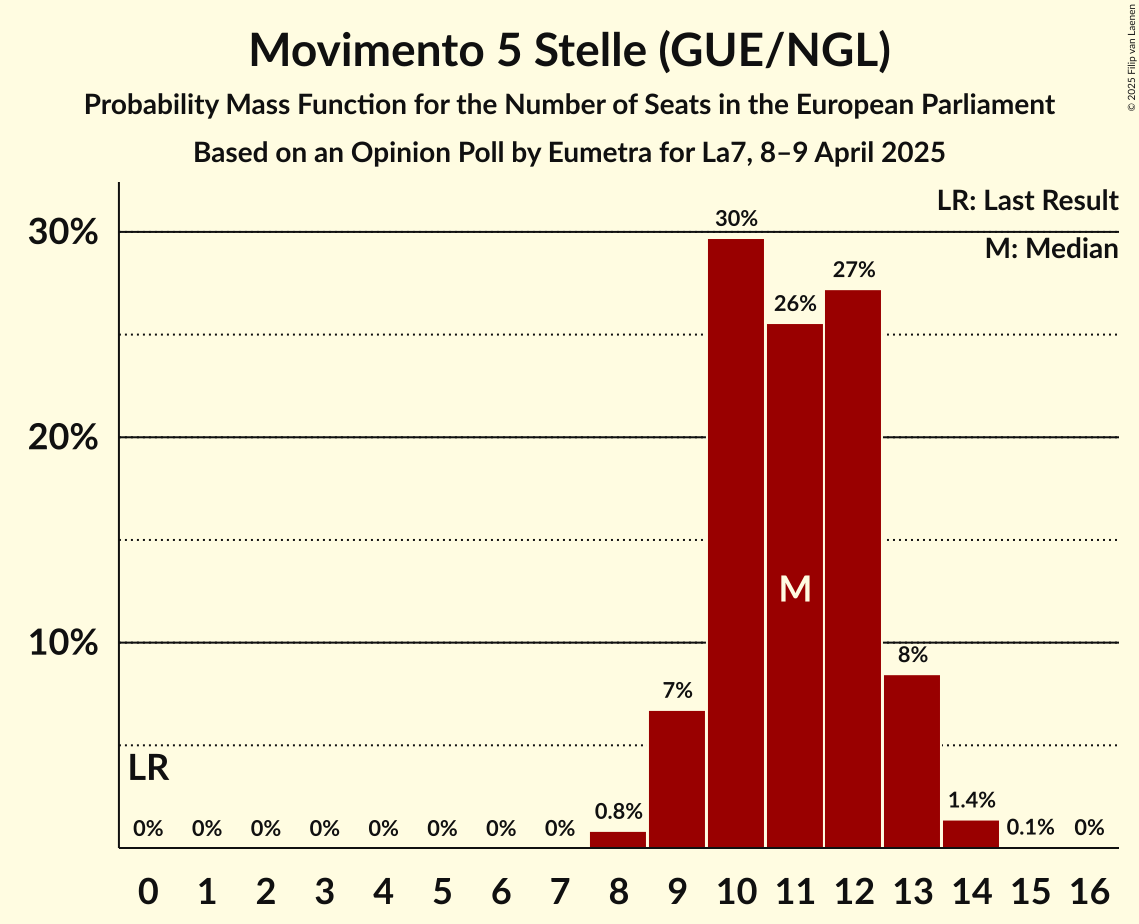 Movimento 5 Stelle (GUE/NGL)
Probability Mass Function for the Number of Seats in the European Parliament
Based on an Opinion Poll by Eumetra for La7, 8–9 April 2025
© 2025 Filip van Laenen
LR: Last Result
M: Median
30%
20%
10%
30%
27%
26%
M
8%
7%
LR
0% 0% 0% 0% 0% 0% 0% 0% 0.8% 1.4% 0.1% 0%
0 1 2 3 4 5 6 7 8 9 10 11 12 13 14 15 16